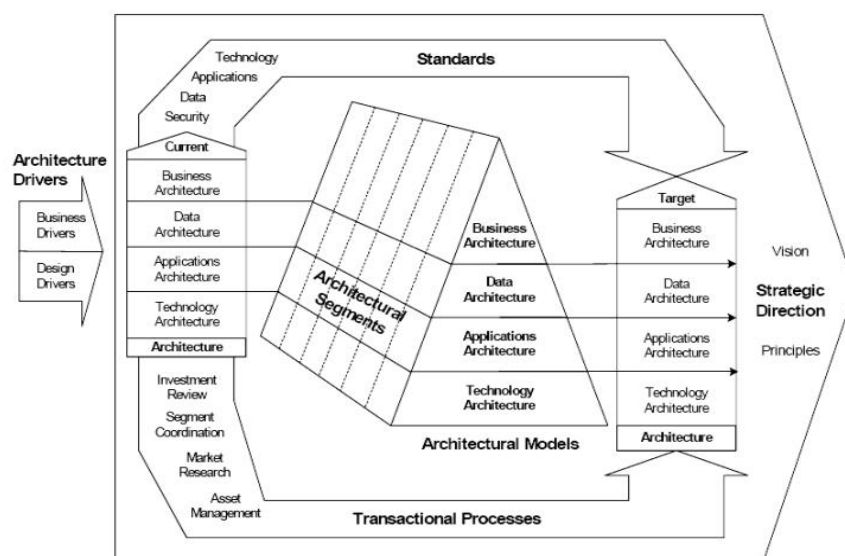 Architecture
Drivers
Business
Drivers
Design
Drivers
Technology
Applications
Data
Security
Standards
Current
Business
Architecture
Data
Architecture
Applications
Architecture
Technology
Architecture
Architecture
Investment
Review
Segment
Coordination
Market
Research
Asset
Management
Transactional Processes
Architectural
Segments
Business
Architecture
Data
Architecture
Applications
Architecture
Technology
Architecture
Architectural Models
Target
Business
Architecture
Data
Architecture
Applications
Architecture
Technology
Architecture
Architecture
Vision
Strategic
Direction
Principles